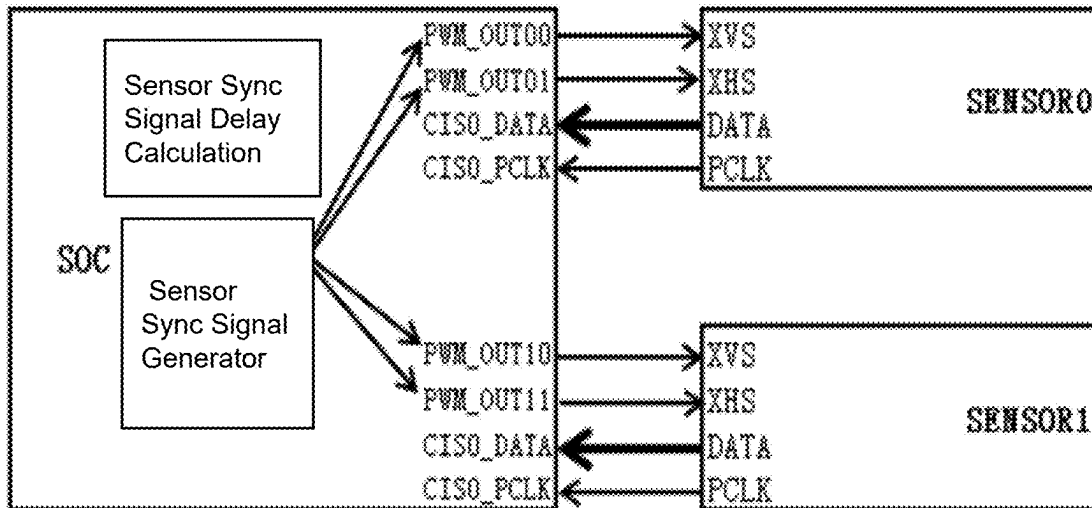 Sensor Sync
Signal Delay
Calculation
SOC
Sensor
Sync Signal
Generator
PWM_OUT00
PWM_OUT01
CIS0_DATA
CIS0_PCLK
PWM_OUT10
PWM_OUT11
CIS0_DATA
CIS0_PCLK
XVS
XHS
DATA
PCLK
SENSOR0
XVS
XHS
DATA
PCLK
SENSOR1